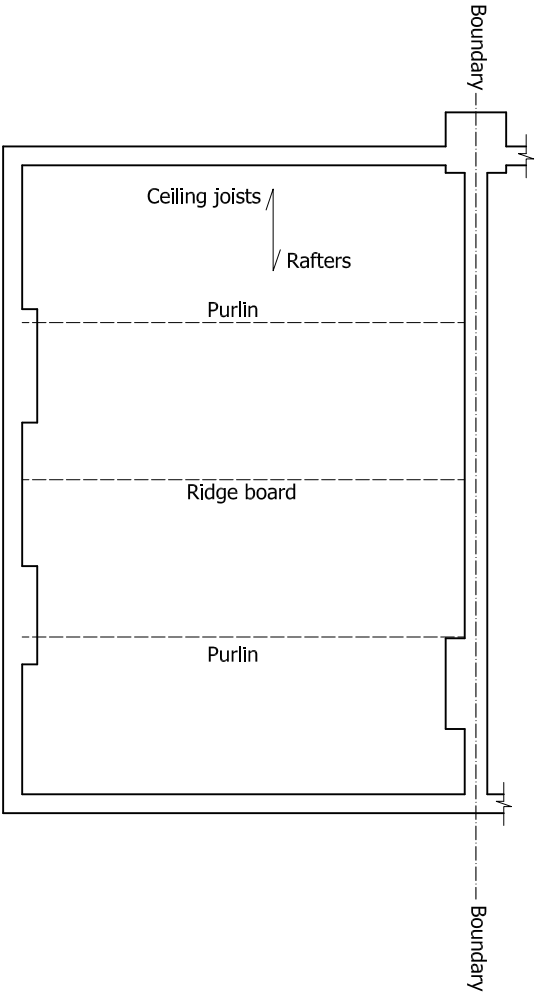 Boundary
Ceiling joists
Rafters
Purlin
Ridge board
Purlin
Boundary